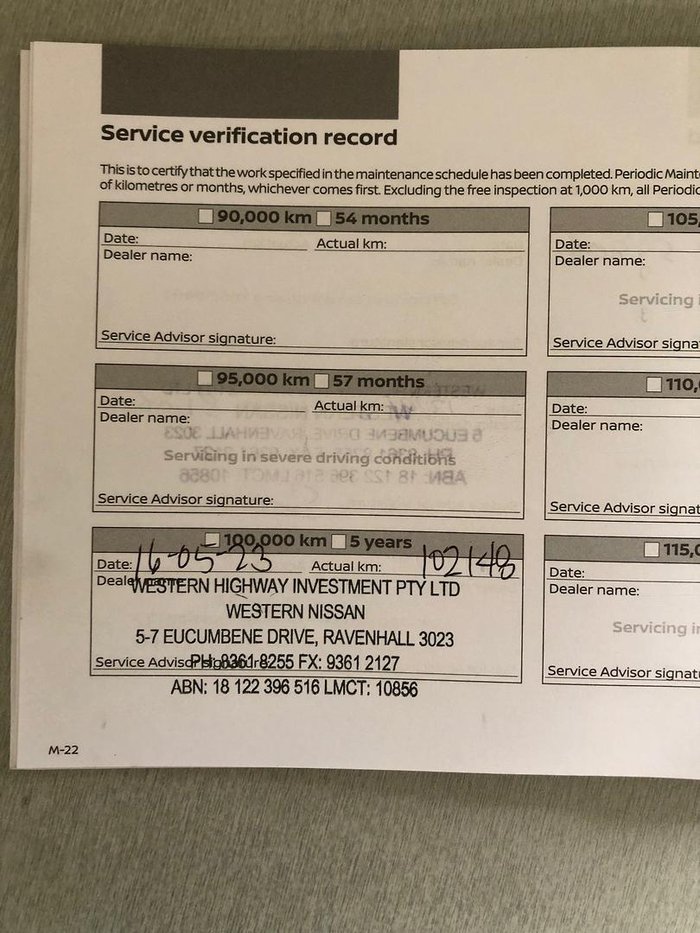 Service verification record
This is to certify that the work specified in the maintenance schedule has been completed. Periodic Maint
of kilometres or months, whichever comes first. Excluding the free inspection at 1,000 km, all Periodic
90,000 km 54 months
Date: Actual km:
Dealer name:
Service Advisor signature:
105,
Date:
Dealer name:
Servicing i
Service Advisor signa
95,000 km 57 months
Date: Actual km:
Dealer name:
Servicing in severe driving conditions
Service Advisor signature:
110,
Date:
Dealer name:
Service Advisor signat
100,000 km 5 years
Date: 16-05-23 Actual km: 102148
Dealer name:
WESTERN HIGHWAY INVESTMENT PTY LTD
WESTERN NISSAN
5-7 EUCUMBENE DRIVE, RAVENHALL 3023
Service Advisor signature:
PH: 8361 8255 FX: 9361 2127
ABN: 18 122 396 516 LMCT: 10856
115,0
Date:
Dealer name:
Servicing in
Service Advisor signat
M-22